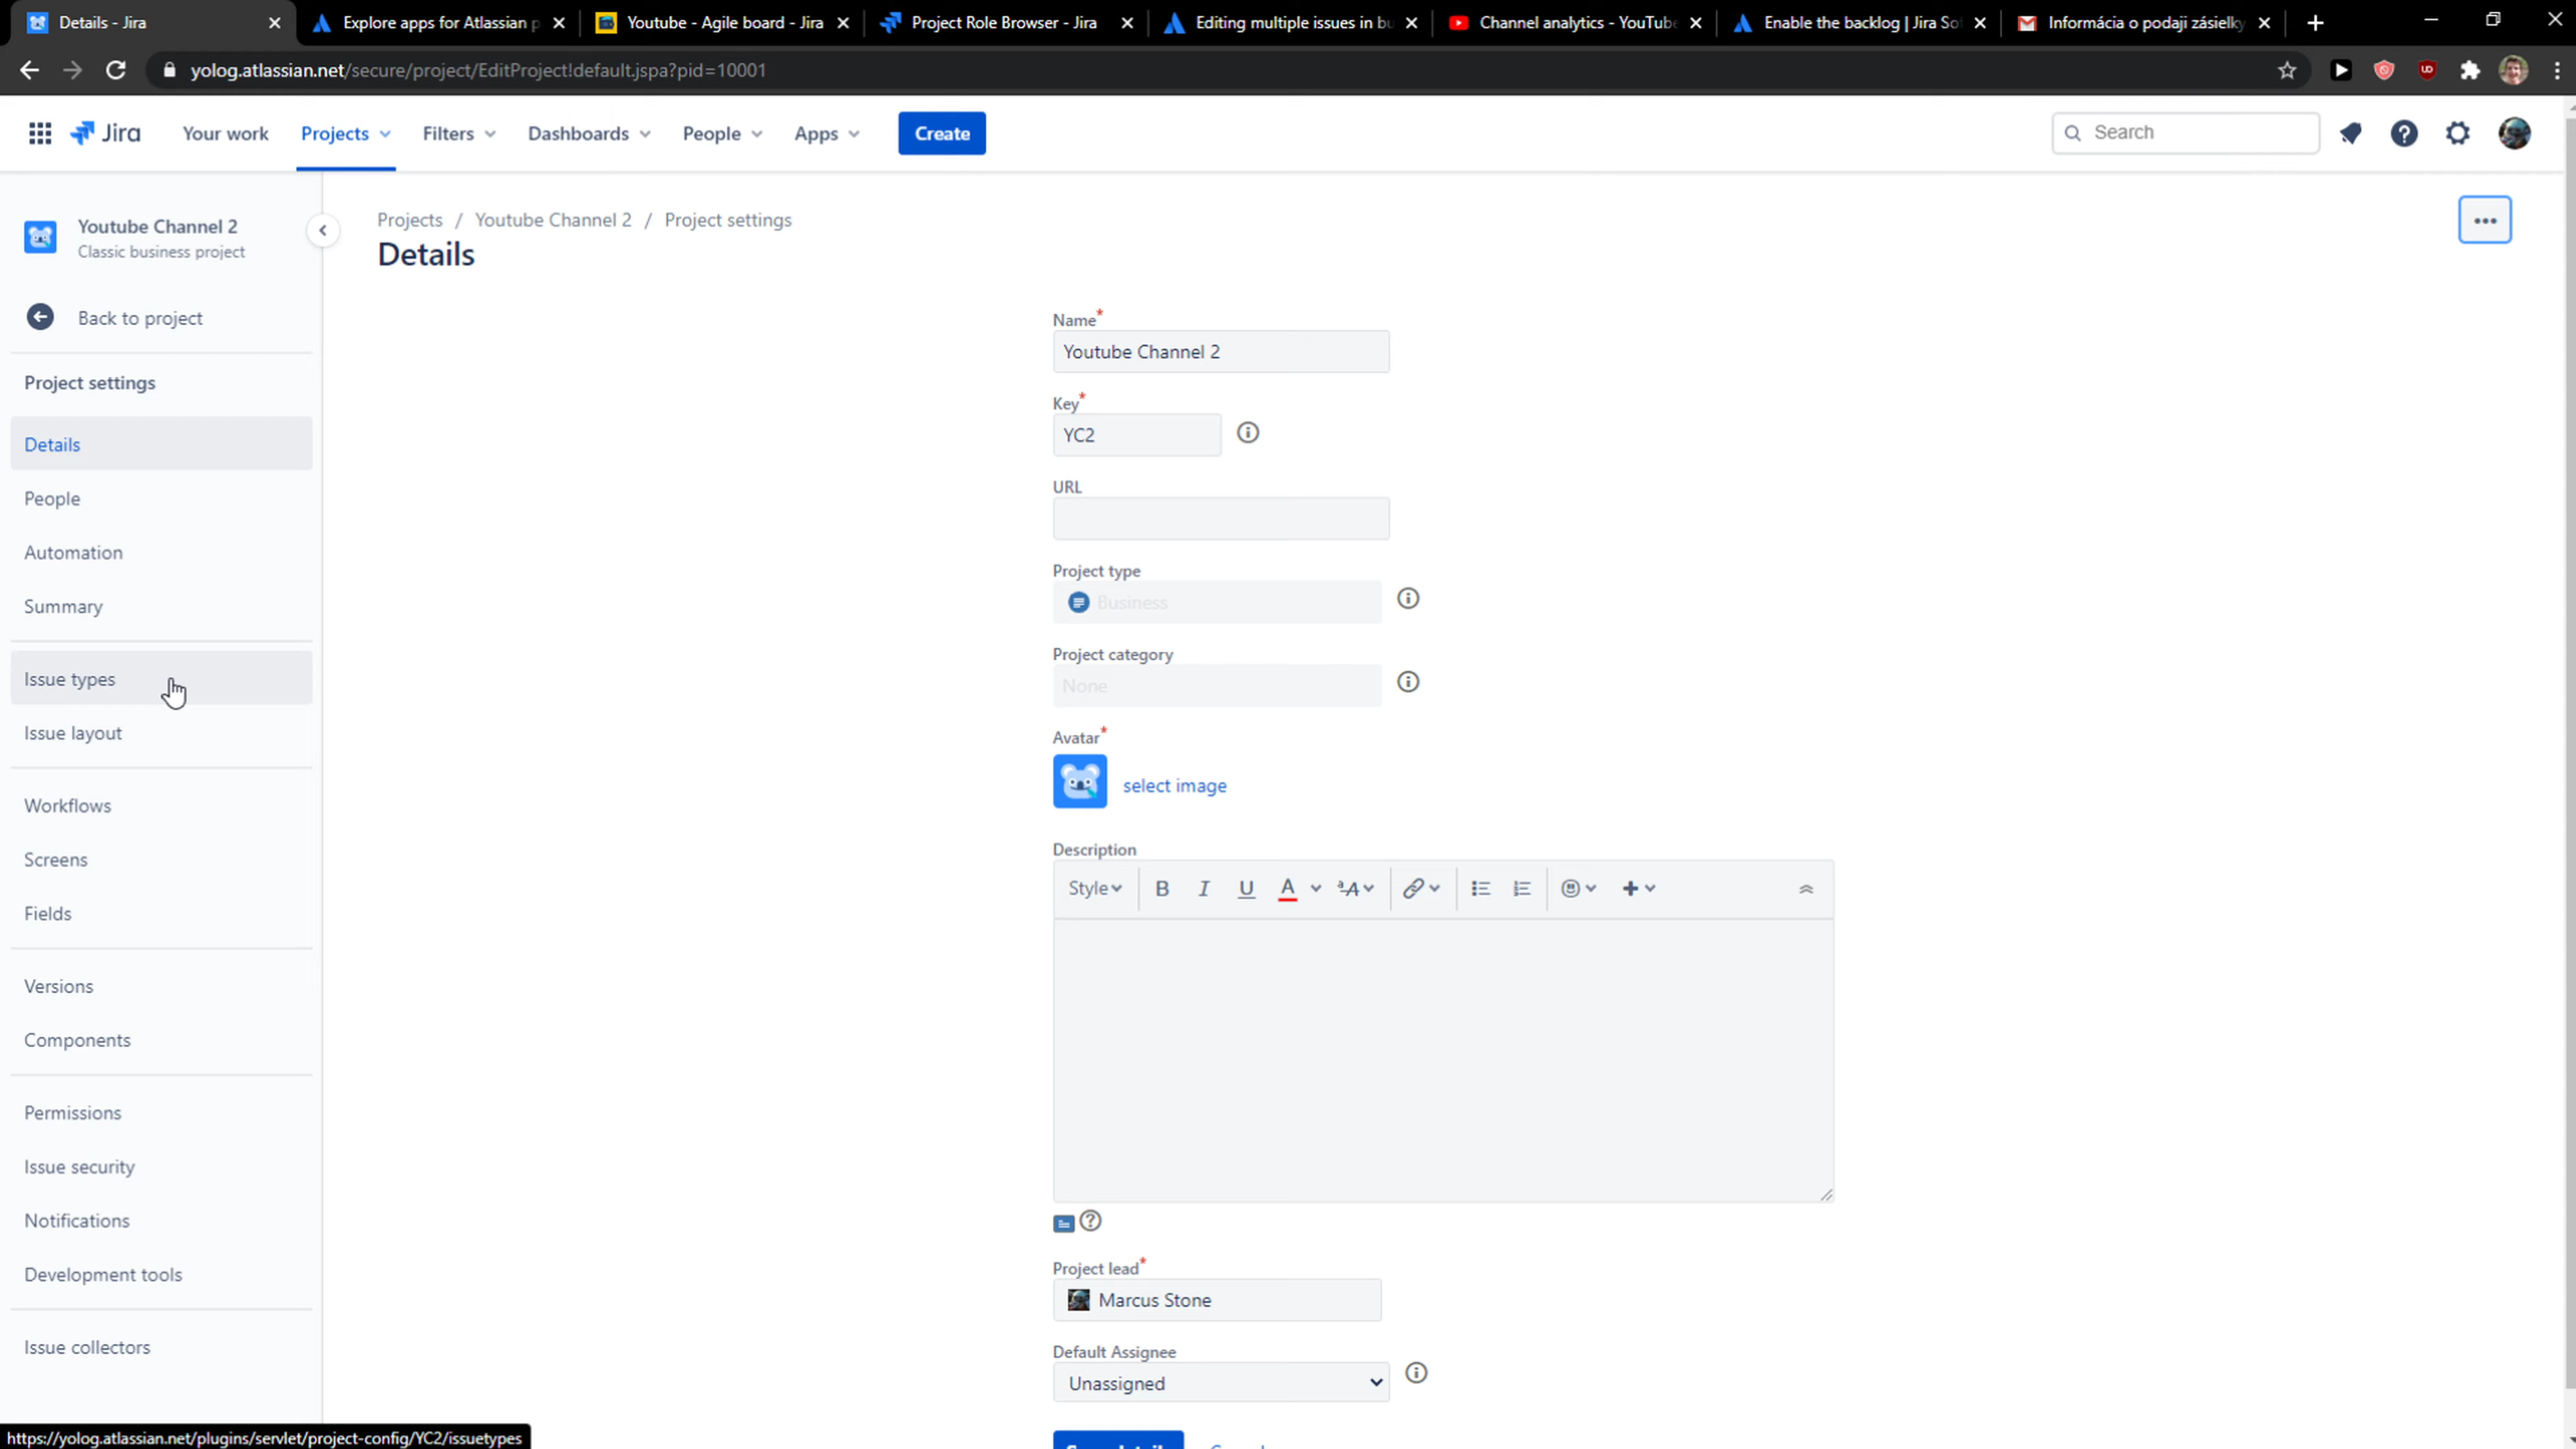 Details - Jira
Explore apps for Atlassian p
Youtube - Agile board - Jira
Project Role Browser - Jira
Editing multiple issues in bu
Channel analytics - YouTube
Enable the backlog | Jira So
Informácia o podaji zásielky
yolog.atlassian.net/secure/project/EditProject!default.jspa?pid=10001
Jira
Your work
Projects
Filters
Dashboards
People
Apps
Create
Search
Youtube Channel 2
Classic business project
Back to project
Project settings
Details
People
Automation
Summary
Issue types
Issue layout
Workflows
Screens
Fields
Versions
Components
Permissions
Issue security
Notifications
Development tools
Issue collectors
Projects / Youtube Channel 2 / Project settings
Details
Name*
Youtube Channel 2
Key*
YC2
URL
Project type
Business
Project category
None
Avatar*
select image
Description
Style B I U A ªA
Project lead*
Marcus Stone
Default Assignee
Unassigned
https://yolog.atlassian.net/plugins/servlet/project-config/YC2/issuetypes